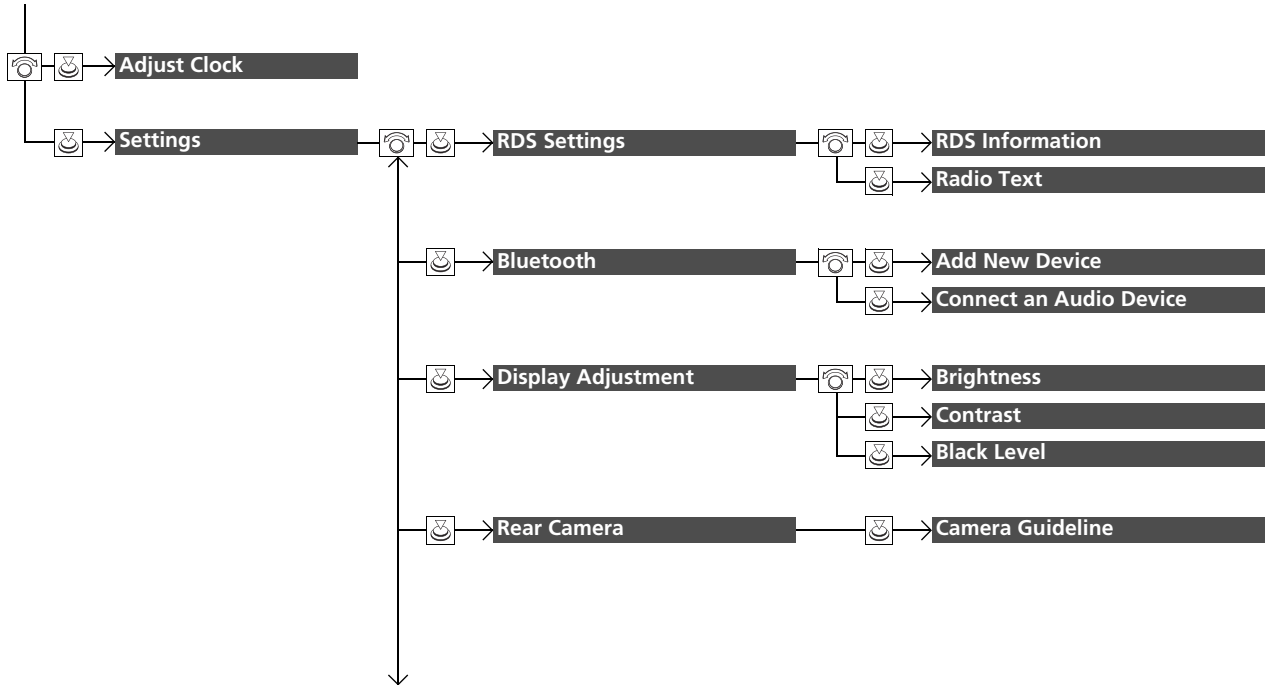 Adjust Clock
Settings
RDS Settings
RDS Information
Radio Text
Bluetooth
Add New Device
Connect an Audio Device
Display Adjustment
Brightness
Contrast
Black Level
Rear Camera
Camera Guideline